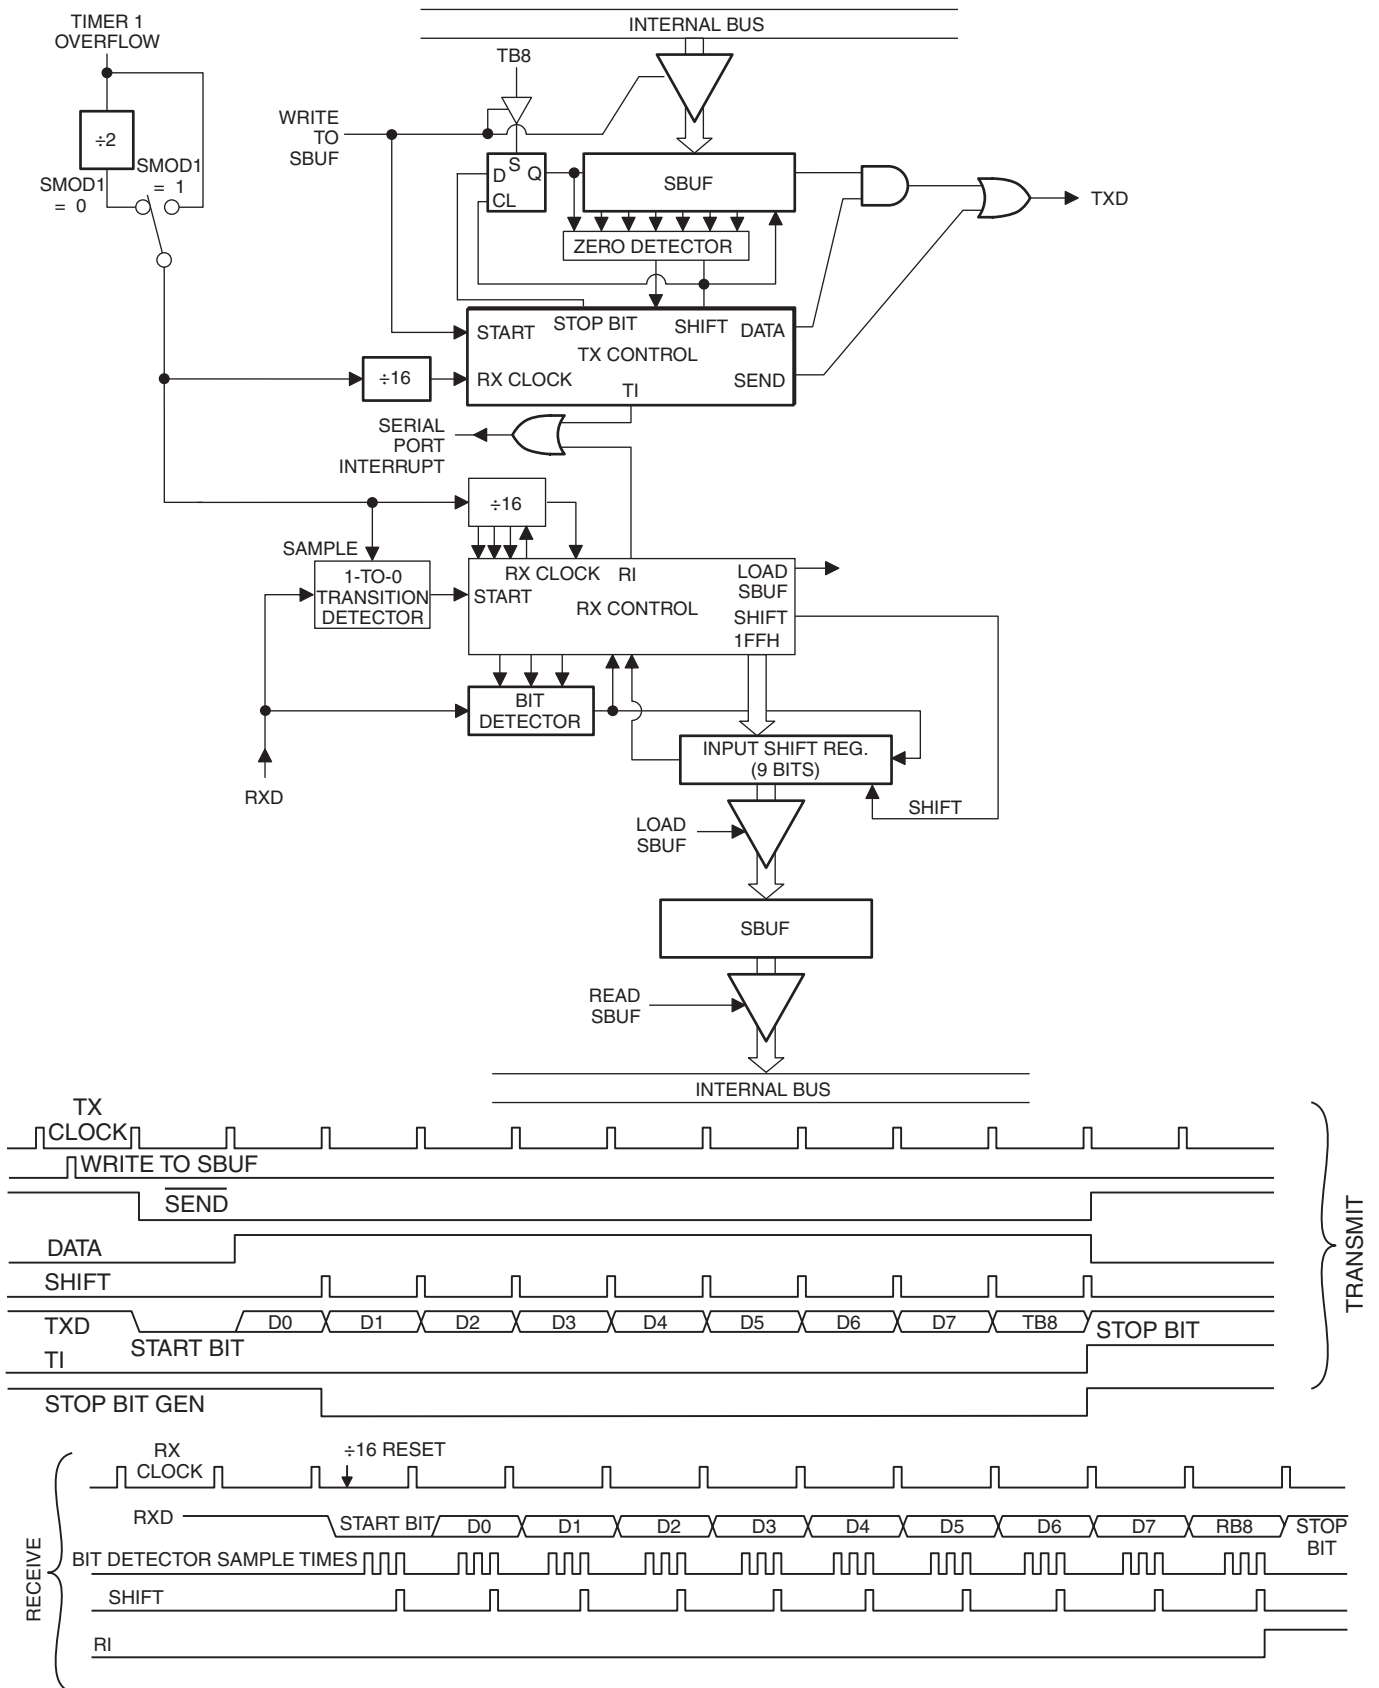 TIMER 1
OVERFLOW
INTERNAL BUS
TB8
WRITE
TO
SBUF
÷2
SMOD1
= 1
SMOD1
= 0
D S Q
CL
SBUF
TXD
ZERO DETECTOR
START
STOP BIT
SHIFT
DATA
TX CONTROL
÷16
RX CLOCK
TI
SEND
SERIAL
PORT
INTERRUPT
÷16
SAMPLE
1-TO-0
TRANSITION
DETECTOR
RX CLOCK
RI
START
RX CONTROL
LOAD
SBUF
SHIFT
1FFH
BIT
DETECTOR
INPUT SHIFT REG.
(9 BITS)
RXD
SHIFT
LOAD
SBUF
SBUF
READ
SBUF
INTERNAL BUS
TX
CLOCK
WRITE TO SBUF
SEND
DATA
SHIFT
TXD
START BIT
D0 D1 D2 D3 D4 D5 D6 D7 TB8
STOP BIT
TI
STOP BIT GEN
TRANSMIT
RX
CLOCK
÷16 RESET
RXD
START BIT D0 D1 D2 D3 D4 D5 D6 D7 RB8 STOP
BIT
BIT DETECTOR SAMPLE TIMES
SHIFT
RI
RECEIVE